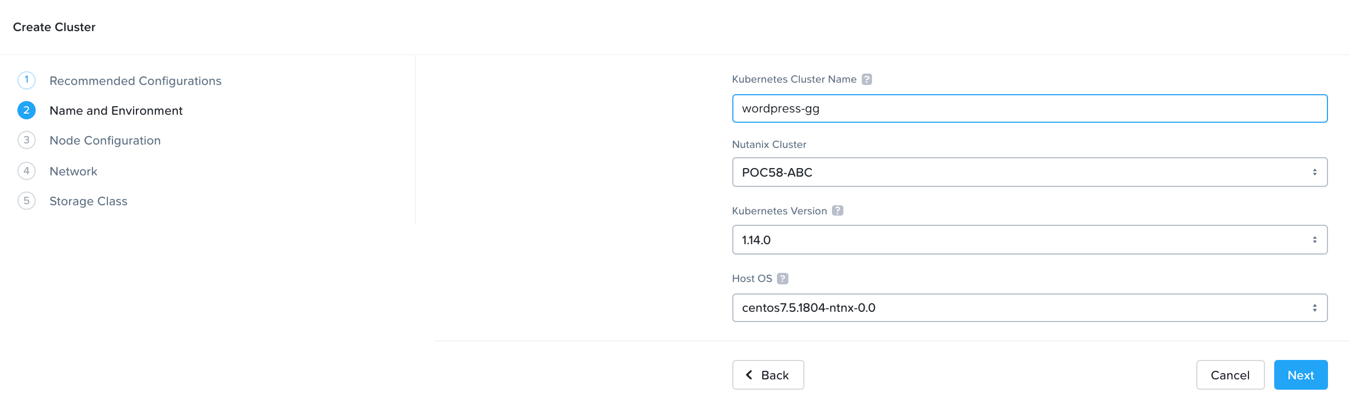 Create Cluster
1 Recommended Configurations
2 Name and Environment
3 Node Configuration
4 Network
5 Storage Class
Kubernetes Cluster Name ?
wordpress-gg
Nutanix Cluster
POC58-ABC
Kubernetes Version ?
1.14.0
Host OS ?
centos7.5.1804-ntnx-0.0
Back
Cancel
Next